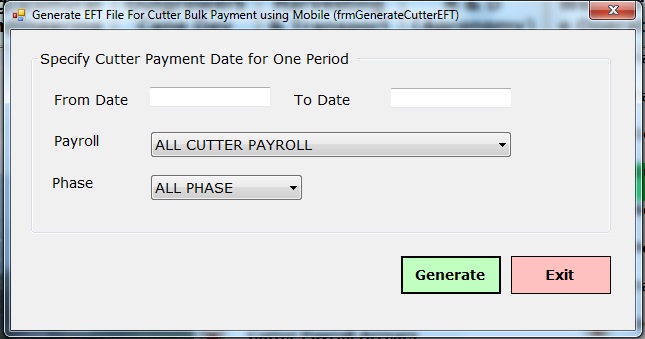 Generate EFT File For Cutter Bulk Payment using Mobile (frmGenerateCutterEFT)
Specify Cutter Payment Date for One Period
From Date To Date
Payroll ALL CUTTER PAYROLL
Phase ALL PHASE
Generate Exit